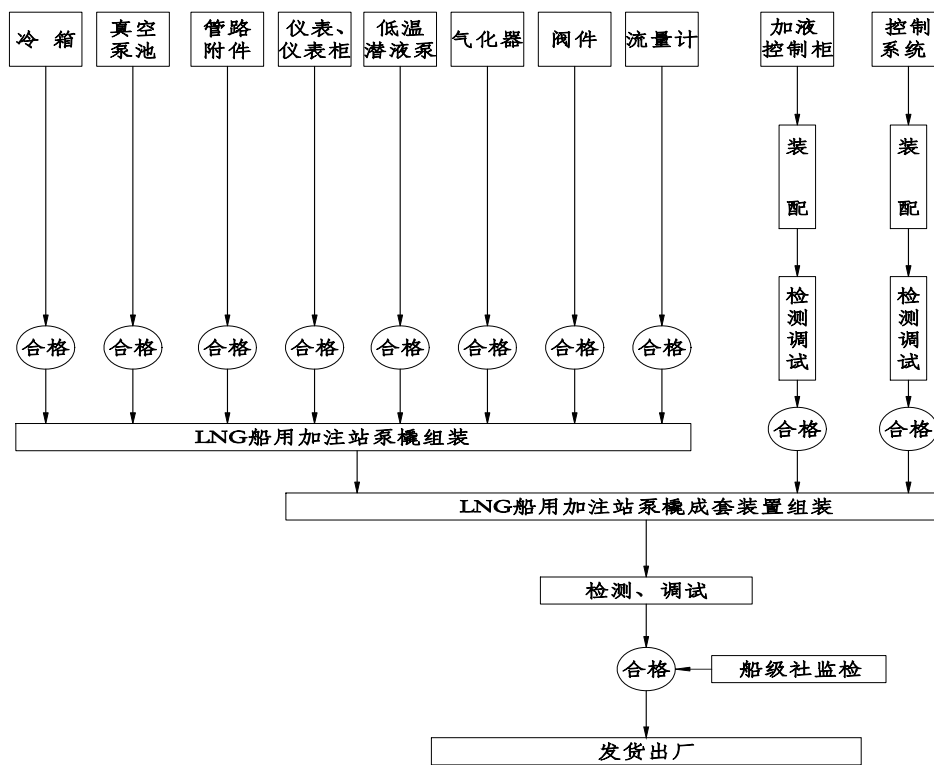 冷 箱
真空
泵池
管路
附件
仪表、
仪表柜
低温
潜液泵
气化器
阀件
流量计
加液
控制柜
控制
系统
装
配
装
配
检
测
调
试
检
测
调
试
合格
合格
合格
合格
合格
合格
合格
合格
合格
合格
LNG船用加注站泵橇组装
LNG船用加注站泵橇成套装置组装
检测、调试
合格
船级社监检
发货出厂